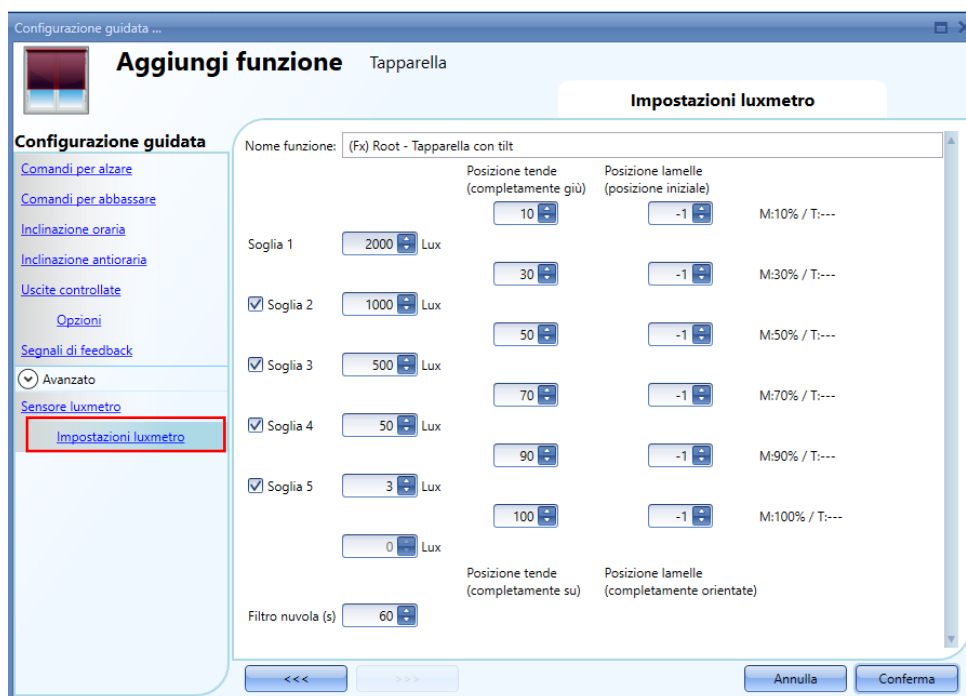 Configurazione guidata ...
Aggiungi funzione Tapparella
Impostazioni luxmetro
Configurazione guidata
Comandi per alzare
Comandi per abbassare
Inclinazione oraria
Inclinazione antioraria
Uscite controllate
Opzioni
Segnali di feedback
Avanzato
Sensore luxmetro
Impostazioni luxmetro
Nome funzione: (Fx) Root - Tapparella con tilt
Posizione tende Posizione lamelle
(completamente giù) (posizione iniziale)
10 -1 M:10% / T:---
Soglia 1 2000 Lux
30 -1 M:30% / T:---
Soglia 2 1000 Lux
50 -1 M:50% / T:---
Soglia 3 500 Lux
70 -1 M:70% / T:---
Soglia 4 50 Lux
90 -1 M:90% / T:---
Soglia 5 3 Lux
100 -1 M:100% / T:---
0 Lux
Posizione tende Posizione lamelle
(completamente su) (completamente orientate)
Filtro nuvola (s) 60
<<< >>> Annulla Conferma